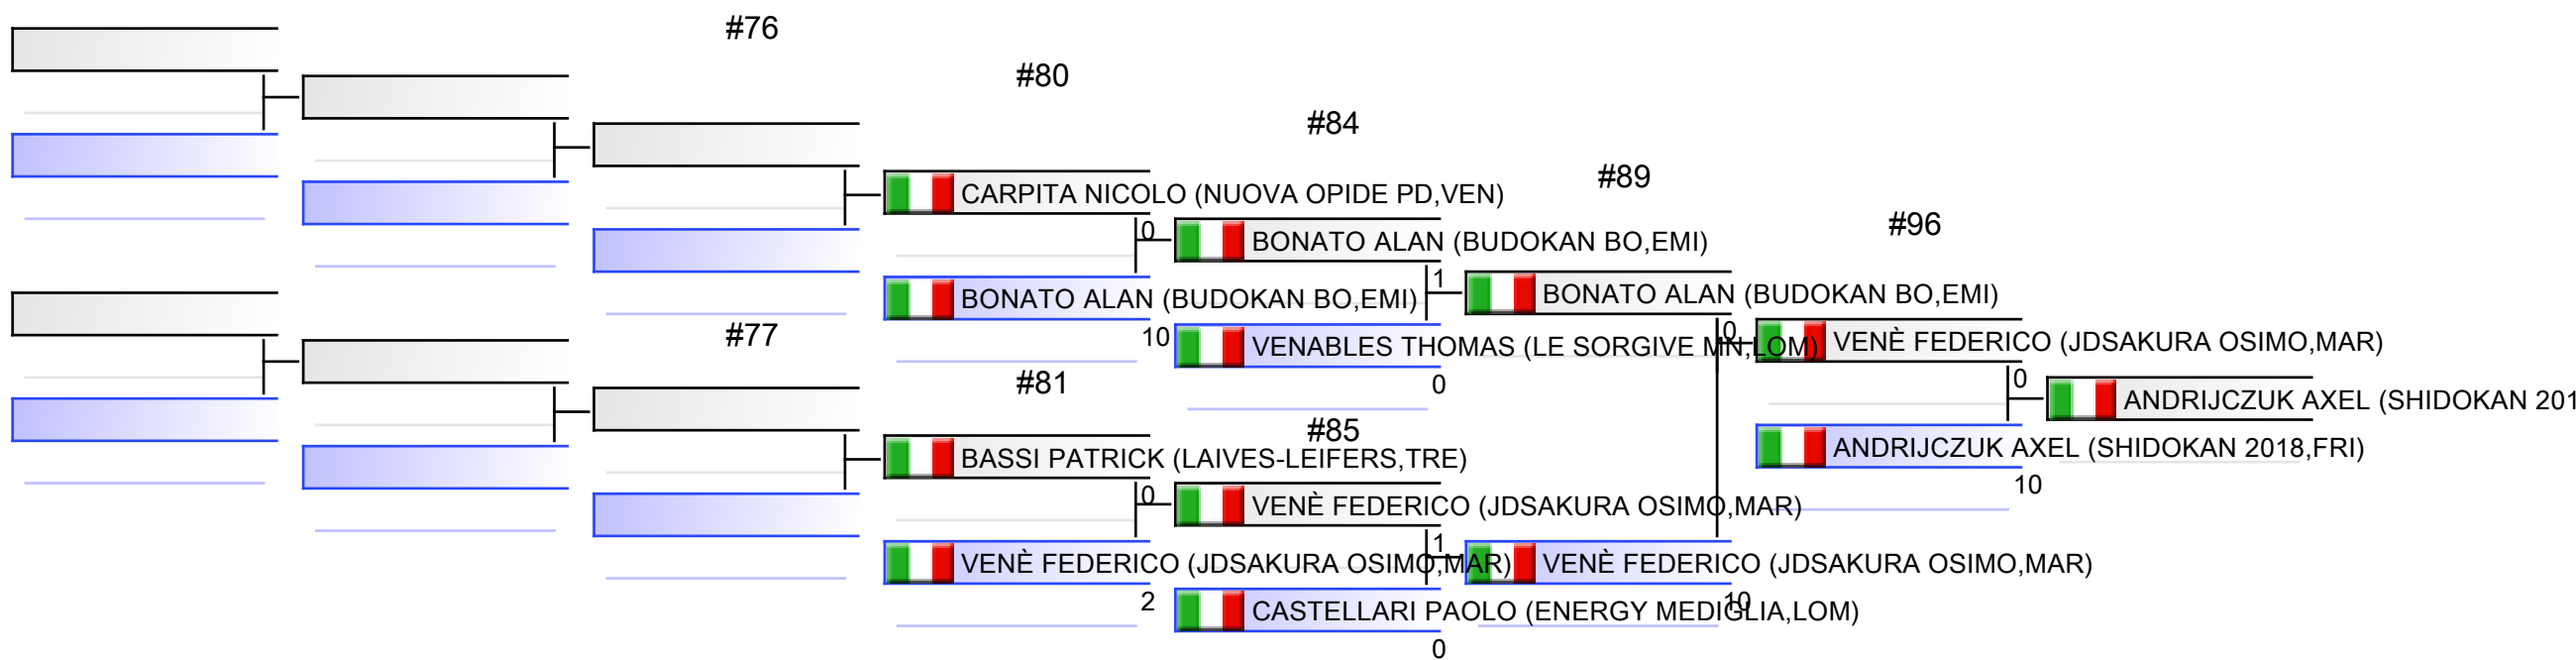 #76
#80
#84
CARPITA NICOLO (NUOVA OPIDE PD,VEN)
#89
0
BONATO ALAN (BUDOKAN BO,EMI)
#96
BONATO ALAN (BUDOKAN BO,EMI)
1
BONATO ALAN (BUDOKAN BO,EMI)
10
VENABLES THOMAS (LE SORGIVE MN,LOM)
0
VENÈ FEDERICO (JDSAKURA OSIMO,MAR)
#77
#81
0
0
ANDRIJCZUK AXEL (SHIDOKAN 201
#85
BASSI PATRICK (LAIVES-LEIFERS,TRE)
ANDRIJCZUK AXEL (SHIDOKAN 2018,FRI)
10
0
VENÈ FEDERICO (JDSAKURA OSIMO,MAR)
VENÈ FEDERICO (JDSAKURA OSIMO,MAR)
1
VENÈ FEDERICO (JDSAKURA OSIMO,MAR)
2
CASTELLARI PAOLO (ENERGY MEDIGLIA,LOM)
10
0